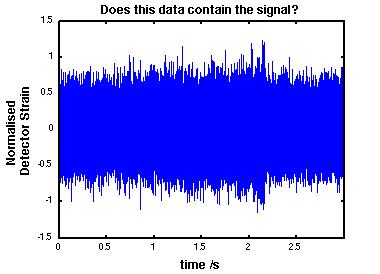 Does this data contain the signal?
1.5
1
0.5
0
-0.5
-1
-1.5
Normalised
Detector Strain
0 0.5 1 1.5 2 2.5
time /s